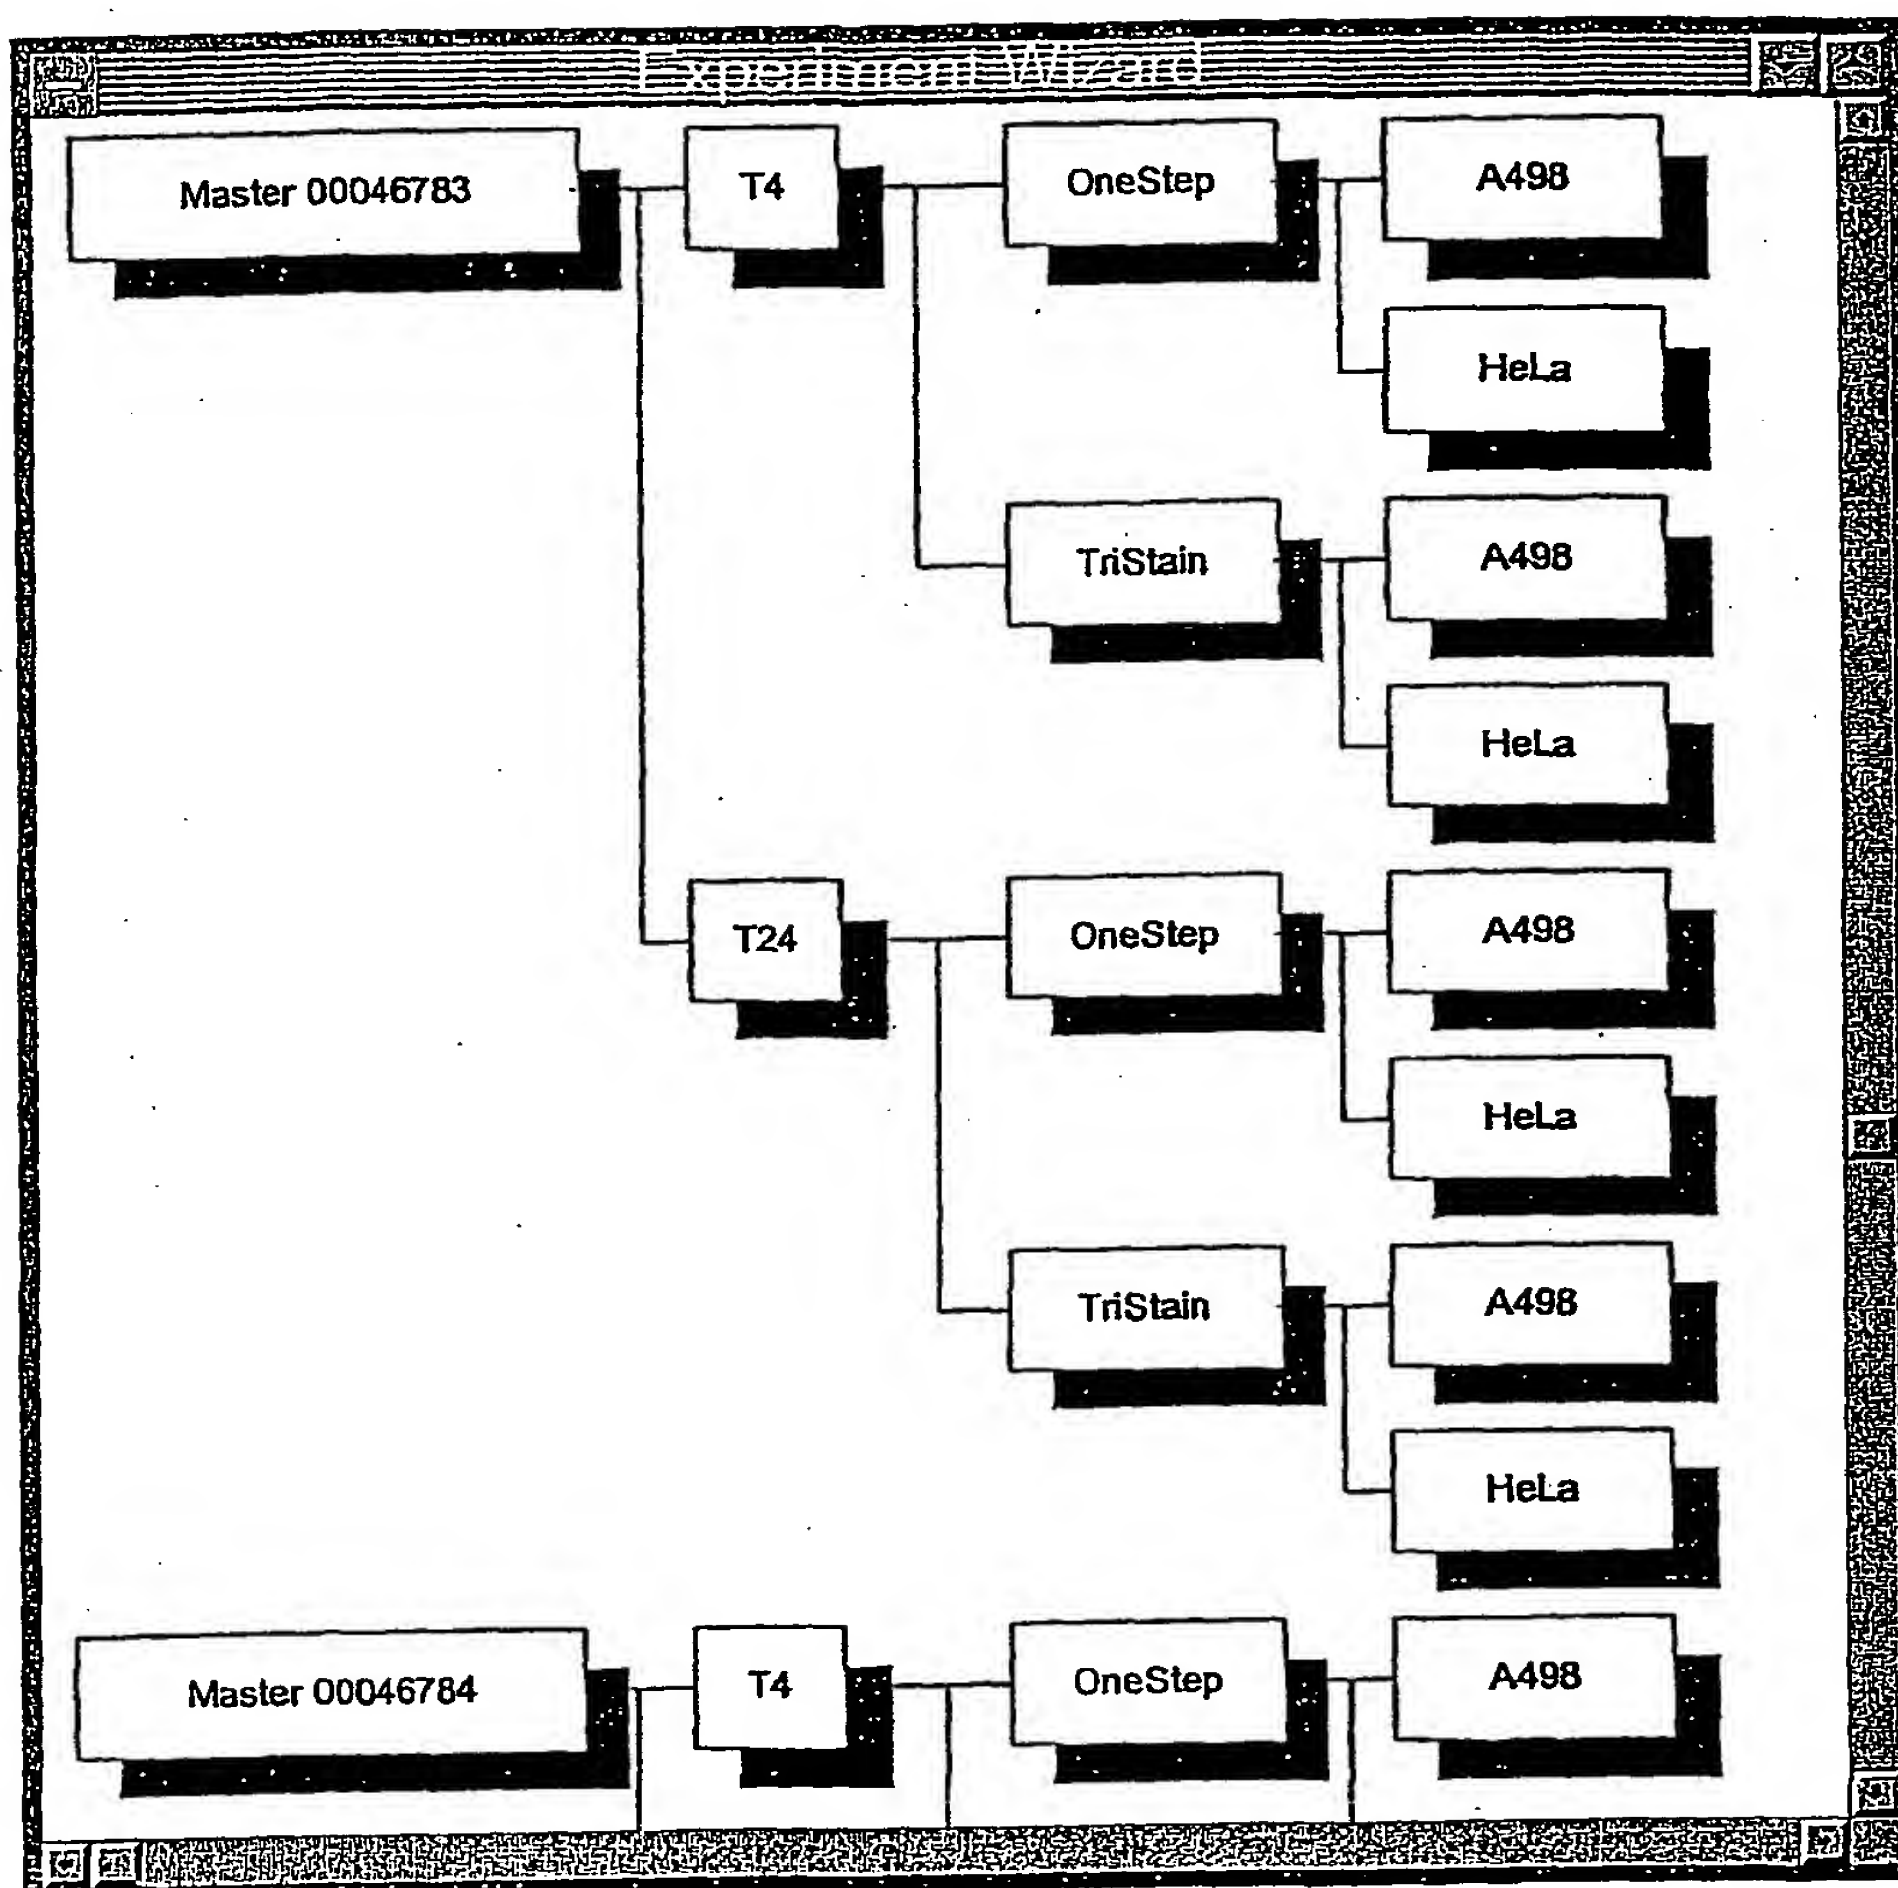 Experiment Wizard
Master 00046783
T4
OneStep
A498
HeLa
TriStain
A498
HeLa
T24
OneStep
A498
HeLa
TriStain
A498
HeLa
Master 00046784
T4
OneStep
A498